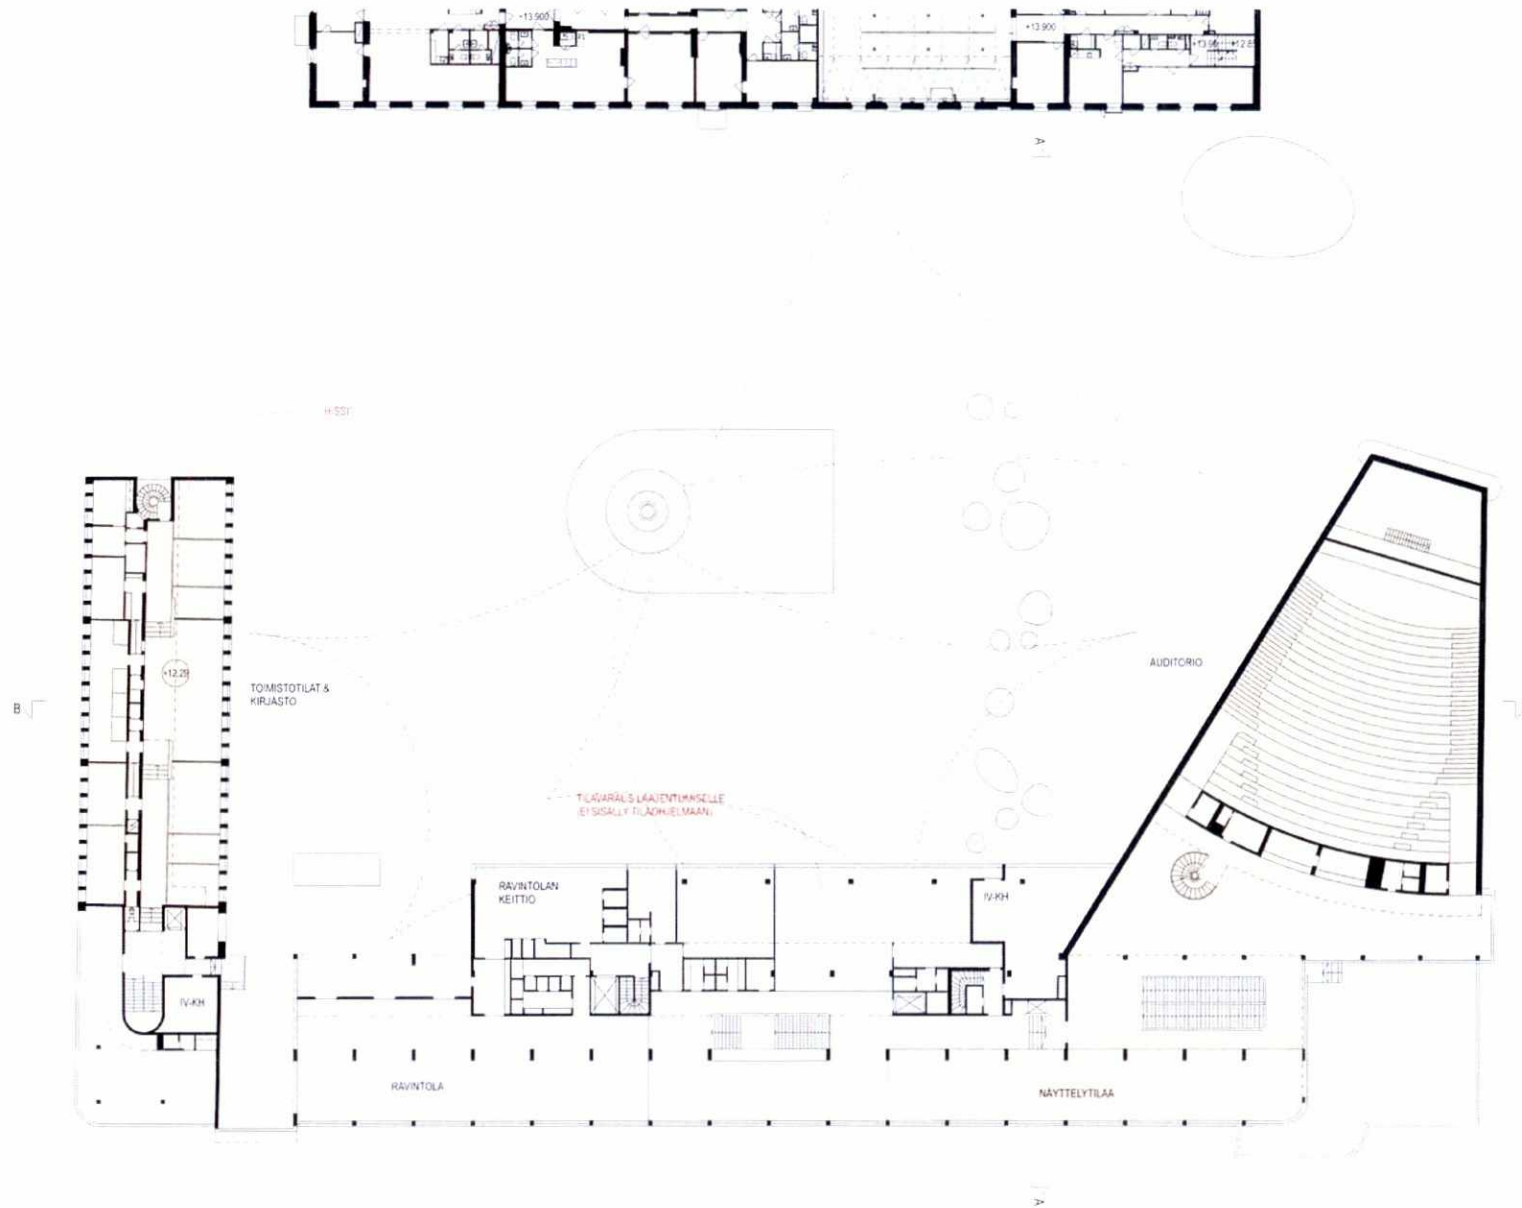 +13.900
+13.900
A
HISSI
AUDITORIO
+12.29
TOIMISTOTILAT &
KIRJASTO
B
TILAVARAUS LAAJENTUKSELLE
(EI SISÄLLY TILAOHJELMAAN)
RAVINTOLAN
KEITTIO
IV-KH
IV-KH
RAVINTOLA
NÄYTTELYTILAA
A